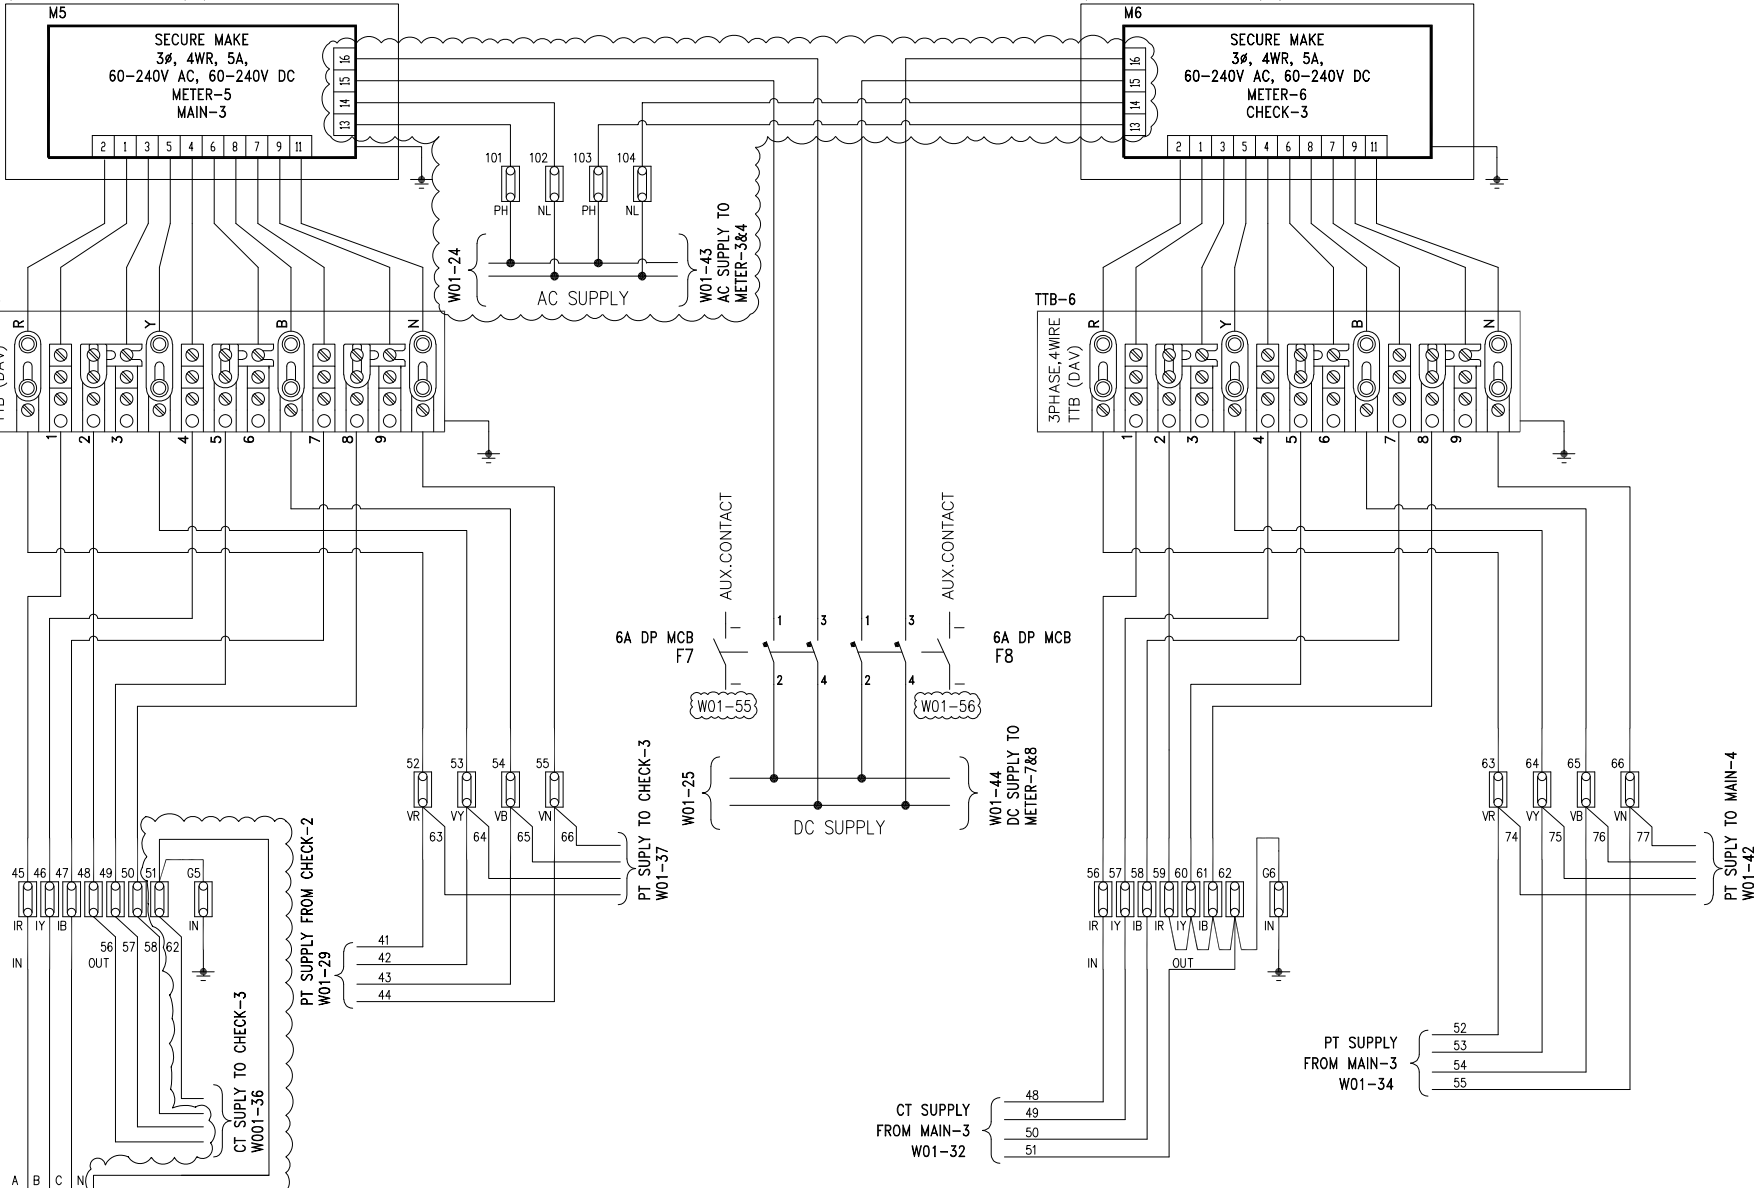 M5
SECURE MAKE
3ø, 4WR, 5A,
60-240V AC, 60-240V DC
METER-5
MAIN-3
16
15
14
13
2 1 3 5 4 6 8 7 9 11
M6
SECURE MAKE
3ø, 4WR, 5A,
60-240V AC, 60-240V DC
METER-6
CHECK-3
16
15
14
13
2 1 3 5 4 6 8 7 9 11
101 102 103 104
PH NL PH NL
W01-24
AC SUPPLY
W01-43
AC SUPPLY TO
METER-3&4
TTB (DAV)
R Y B N
1 2 3 4 5 6 7 8 9
TTB-6
3PHASE,4WIRE
TTB (DAV)
R Y B N
1 2 3 4 5 6 7 8 9
AUX.CONTACT
AUX.CONTACT
6A DP MCB
F7
1 3 1 3
2 4 2 4
6A DP MCB
F8
W01-55
W01-56
W01-25
DC SUPPLY
W01-44
DC SUPPLY TO
METER-7&8
52 53 54 55
VR VY VB VN
63 64 65 66
PT SUPLY TO CHECK-3
W01-37
63 64 65 66
VR VY VB VN
74 75 76 77
PT SUPLY TO MAIN-4
W01-42
45 46 47 48 49 50 51 G5
IR IY IB IN
56 57 58 62
IN OUT
PT SUPPLY FROM CHECK-2
W01-29
41
42
43
44
CT SUPLY TO CHECK-3
W001-36
A B C N
56 57 58 59 60 61 62 G6
IR IY IB IR IY IB IN
IN OUT
PT SUPPLY
FROM MAIN-3
W01-34
52
53
54
55
CT SUPPLY
FROM MAIN-3
W01-32
48
49
50
51